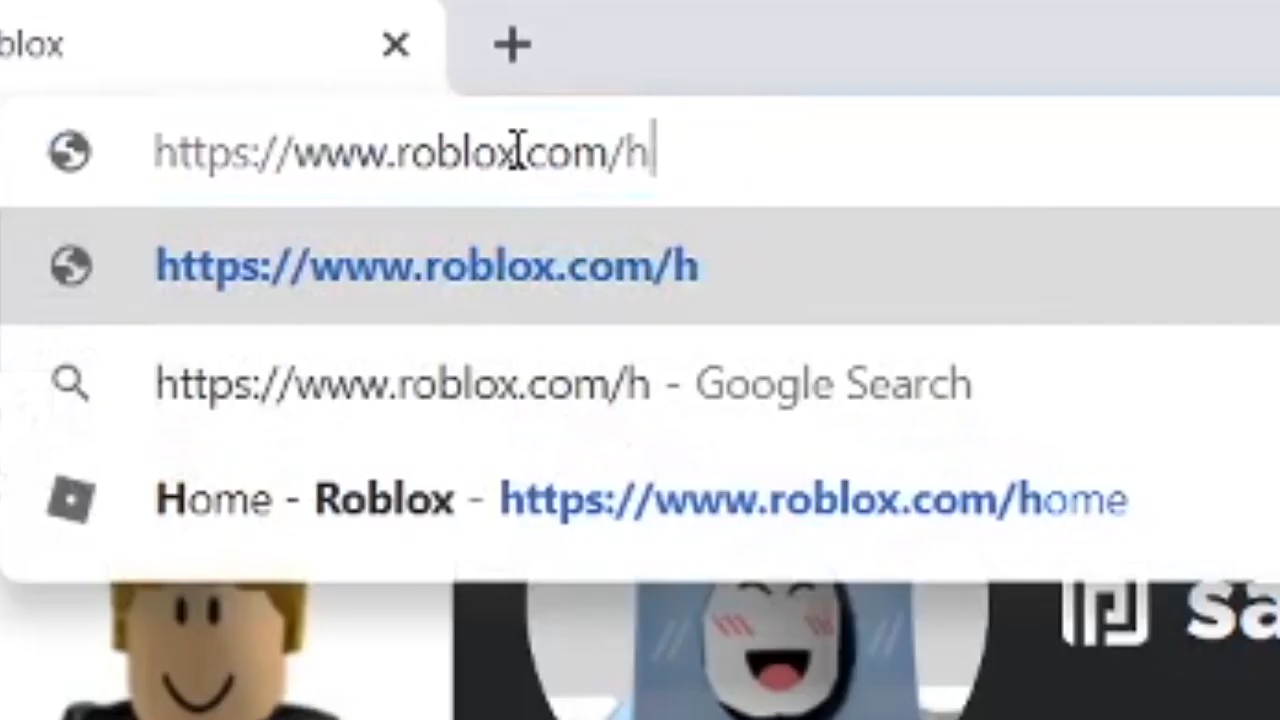 blox
https://www.roblox.com/h
https://www.roblox.com/h
https://www.roblox.com/h - Google Search
Home - Roblox - https://www.roblox.com/home
sa